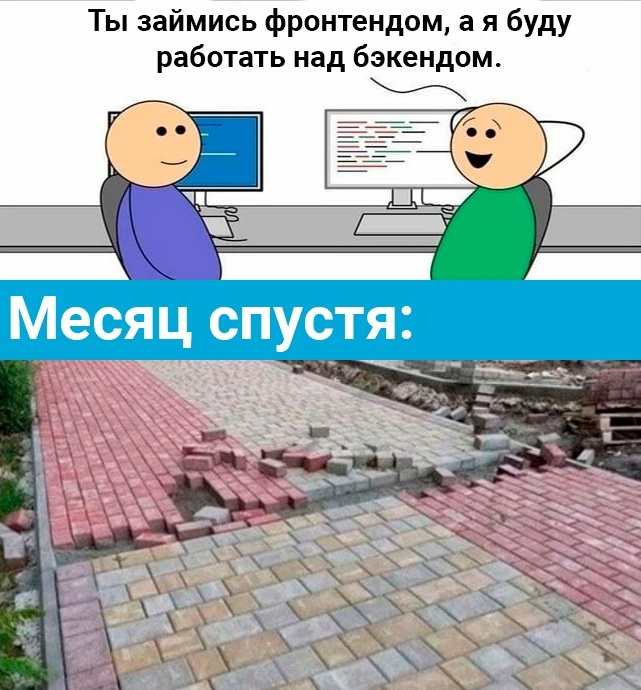 Ты займись фронтендом, а я буду
работать над бэкендом.
Месяц спустя: